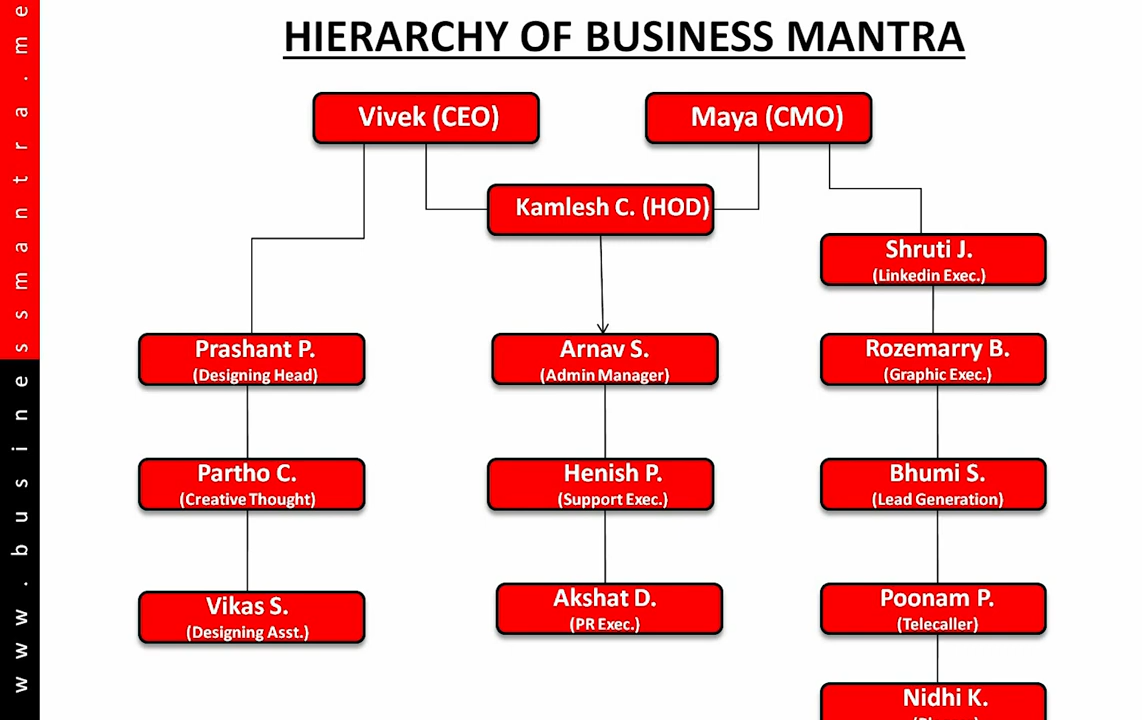 HIERARCHY OF BUSINESS MANTRA
Vivek (CEO)
Maya (CMO)
Kamlesh C. (HOD)
Shruti J.
(Linkedin Exec.)
Prashant P.
(Designing Head)
Arnav S.
(Admin Manager)
Rozemarry B.
(Graphic Exec.)
Partho C.
(Creative Thought)
Henish P.
(Support Exec.)
Bhumi S.
(Lead Generation)
Vikas S.
(Designing Asst.)
Akshat D.
(PR Exec.)
Poonam P.
(Telecaller)
Nidhi K.
www.businessmantra.me